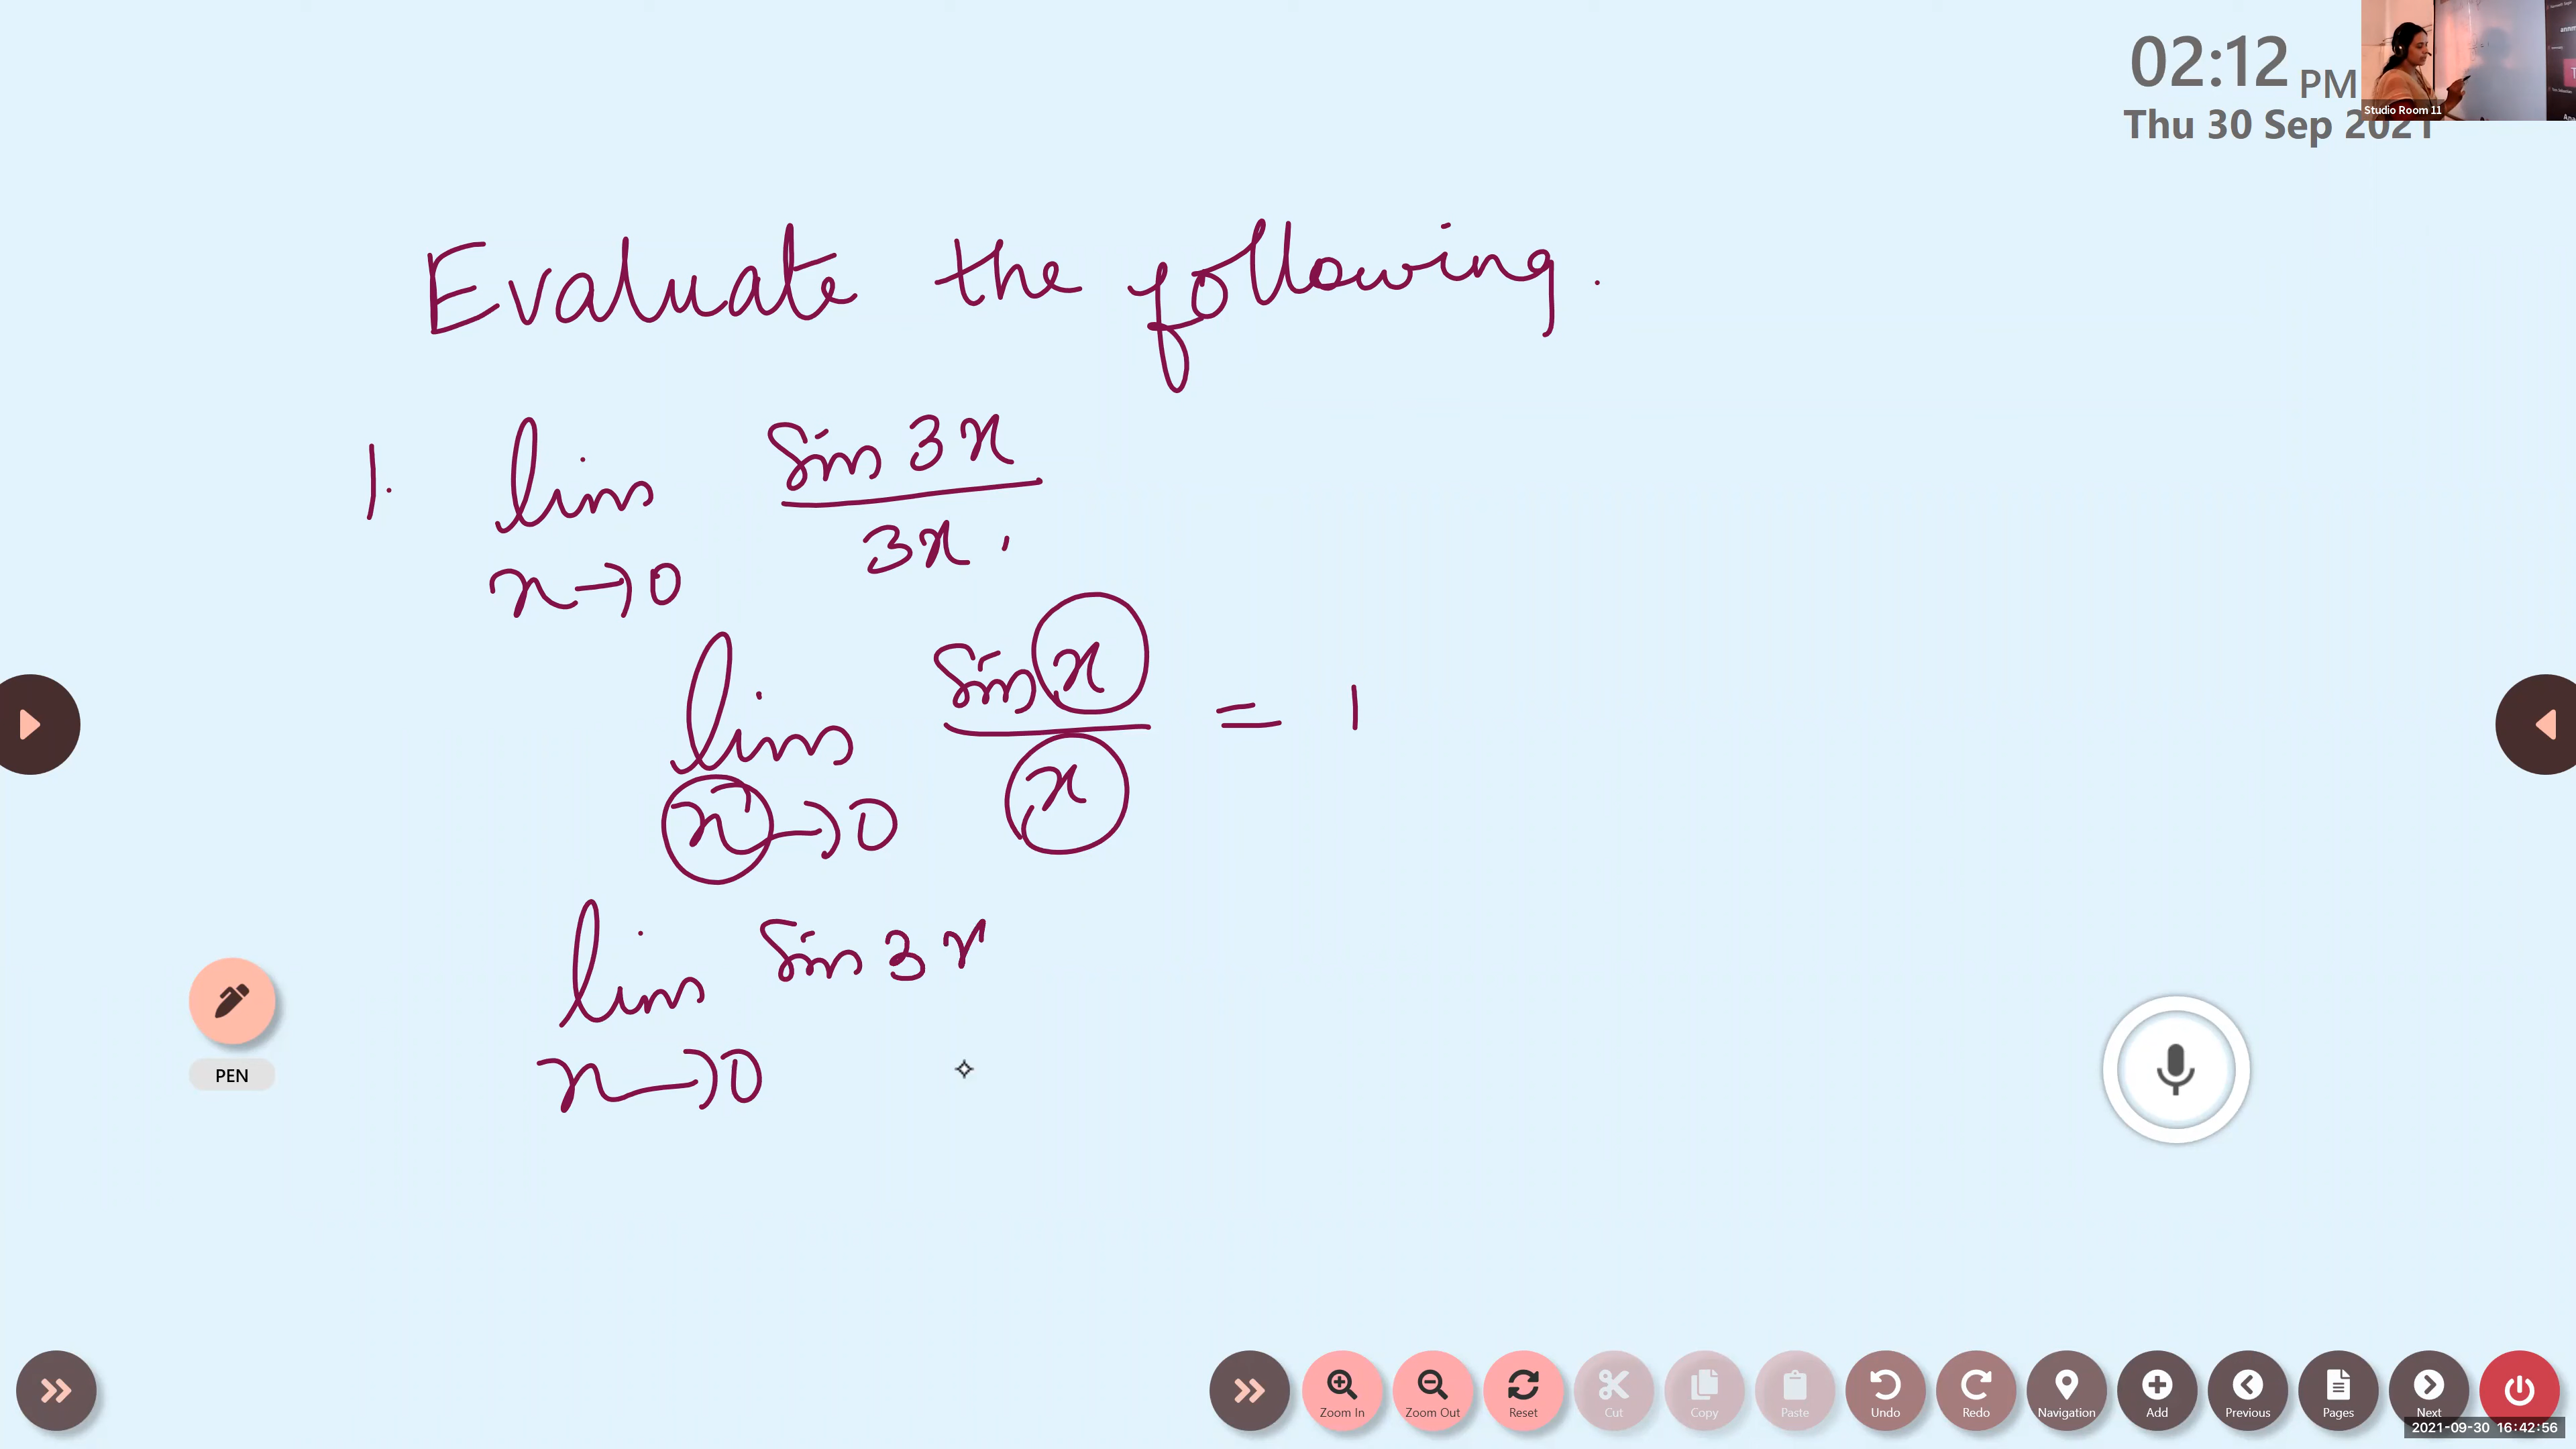 02:12 PM
Thu 30 Sep 2021
Studio Room 11
Evaluate the following.
1. lim sin 3x
x→0 3x.
lim sin x = 1
x→0 x
lim sin 3x
x→0
PEN
Zoom In Zoom Out Reset Cut Copy Paste Undo Redo Navigation Add Previous Pages Next
2021-09-30 16:42:56